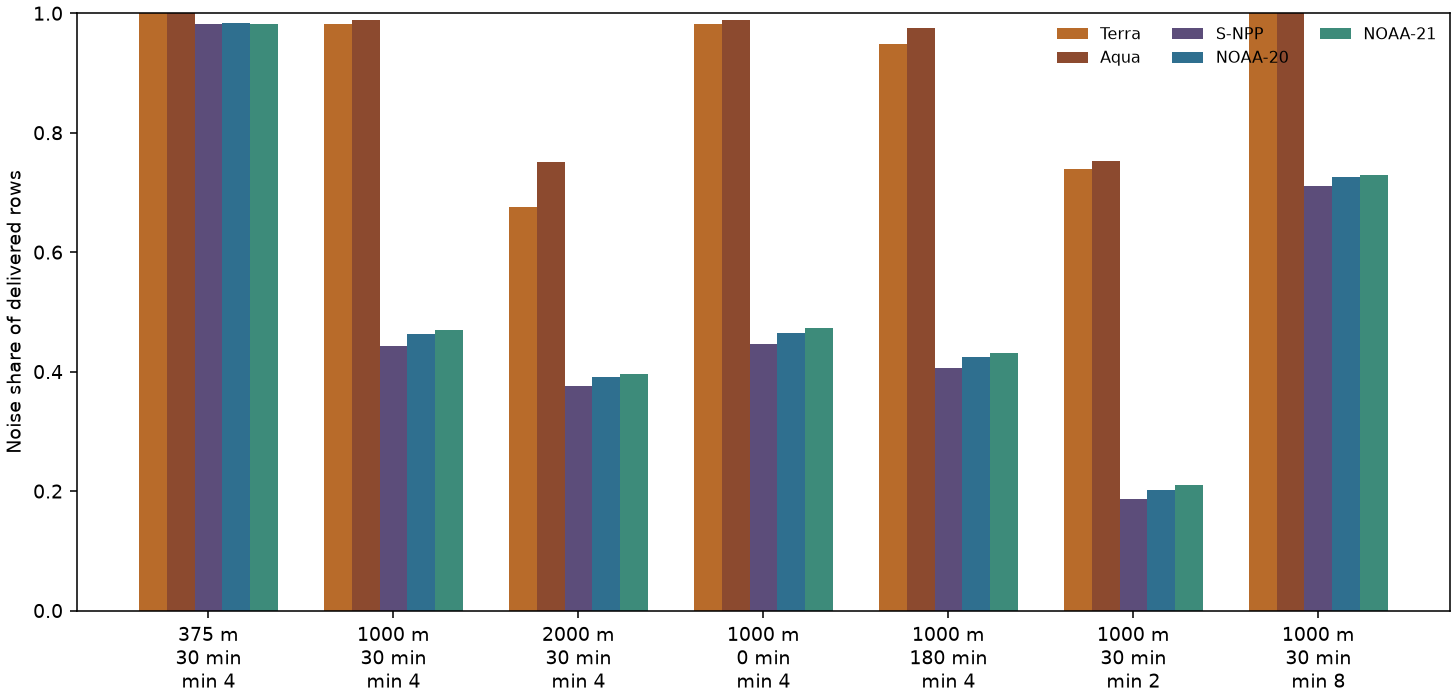 Noise share of delivered rows
1.0
0.8
0.6
0.4
0.2
0.0
Terra
Aqua
S-NPP
NOAA-20
NOAA-21
375 m
30 min
min 4
1000 m
30 min
min 4
2000 m
30 min
min 4
1000 m
0 min
min 4
1000 m
180 min
min 4
1000 m
30 min
min 2
1000 m
30 min
min 8